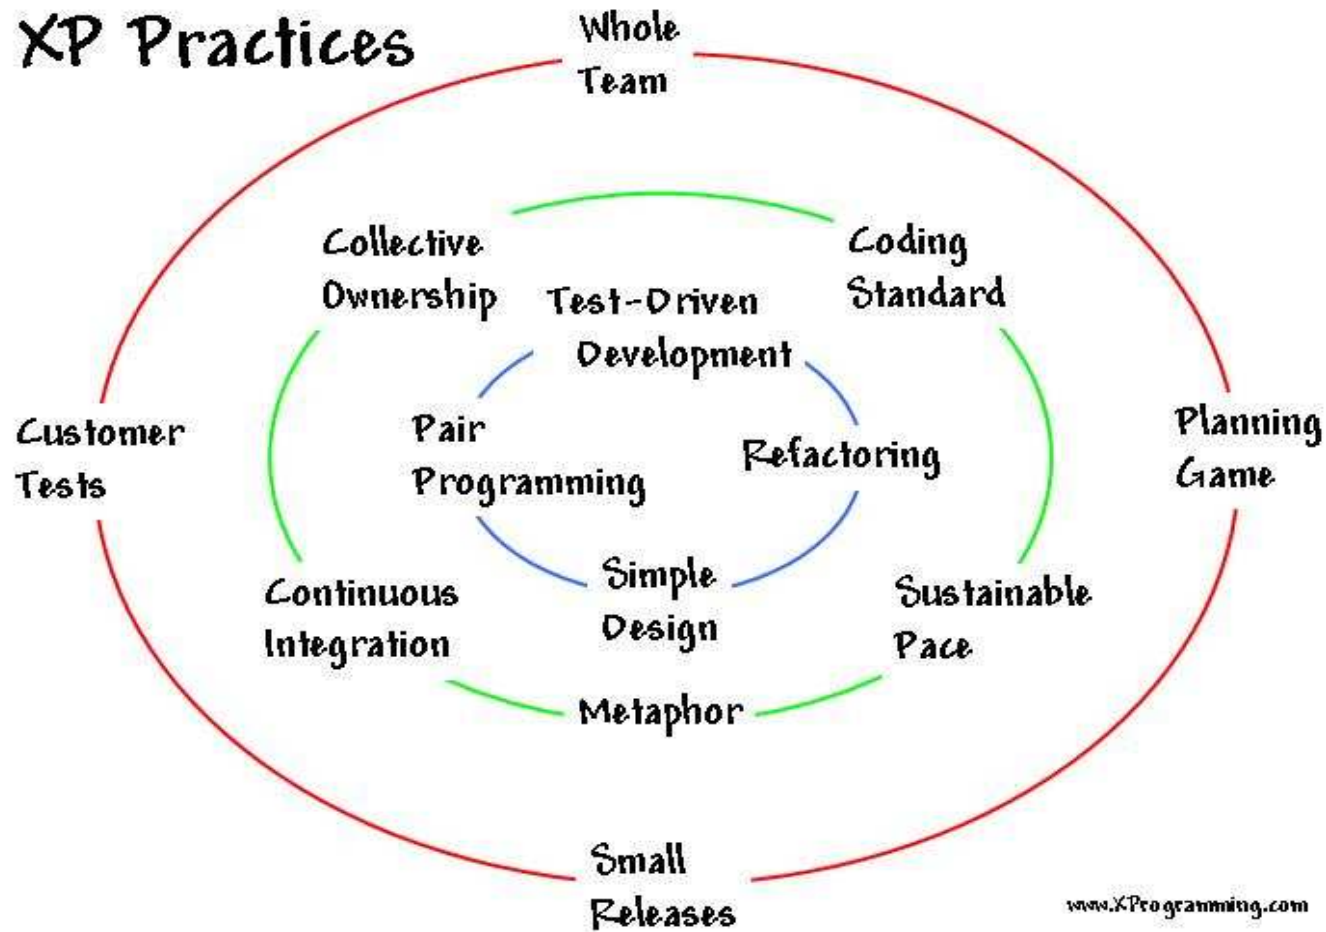 XP Practices
Whole
Team
Collective
Ownership
Coding
Standard
Test-Driven
Development
Customer
Tests
Pair
Programming
Refactoring
Planning
Game
Continuous
Integration
Simple
Design
Sustainable
Pace
Metaphor
Small
Releases
www.XProgramming.com